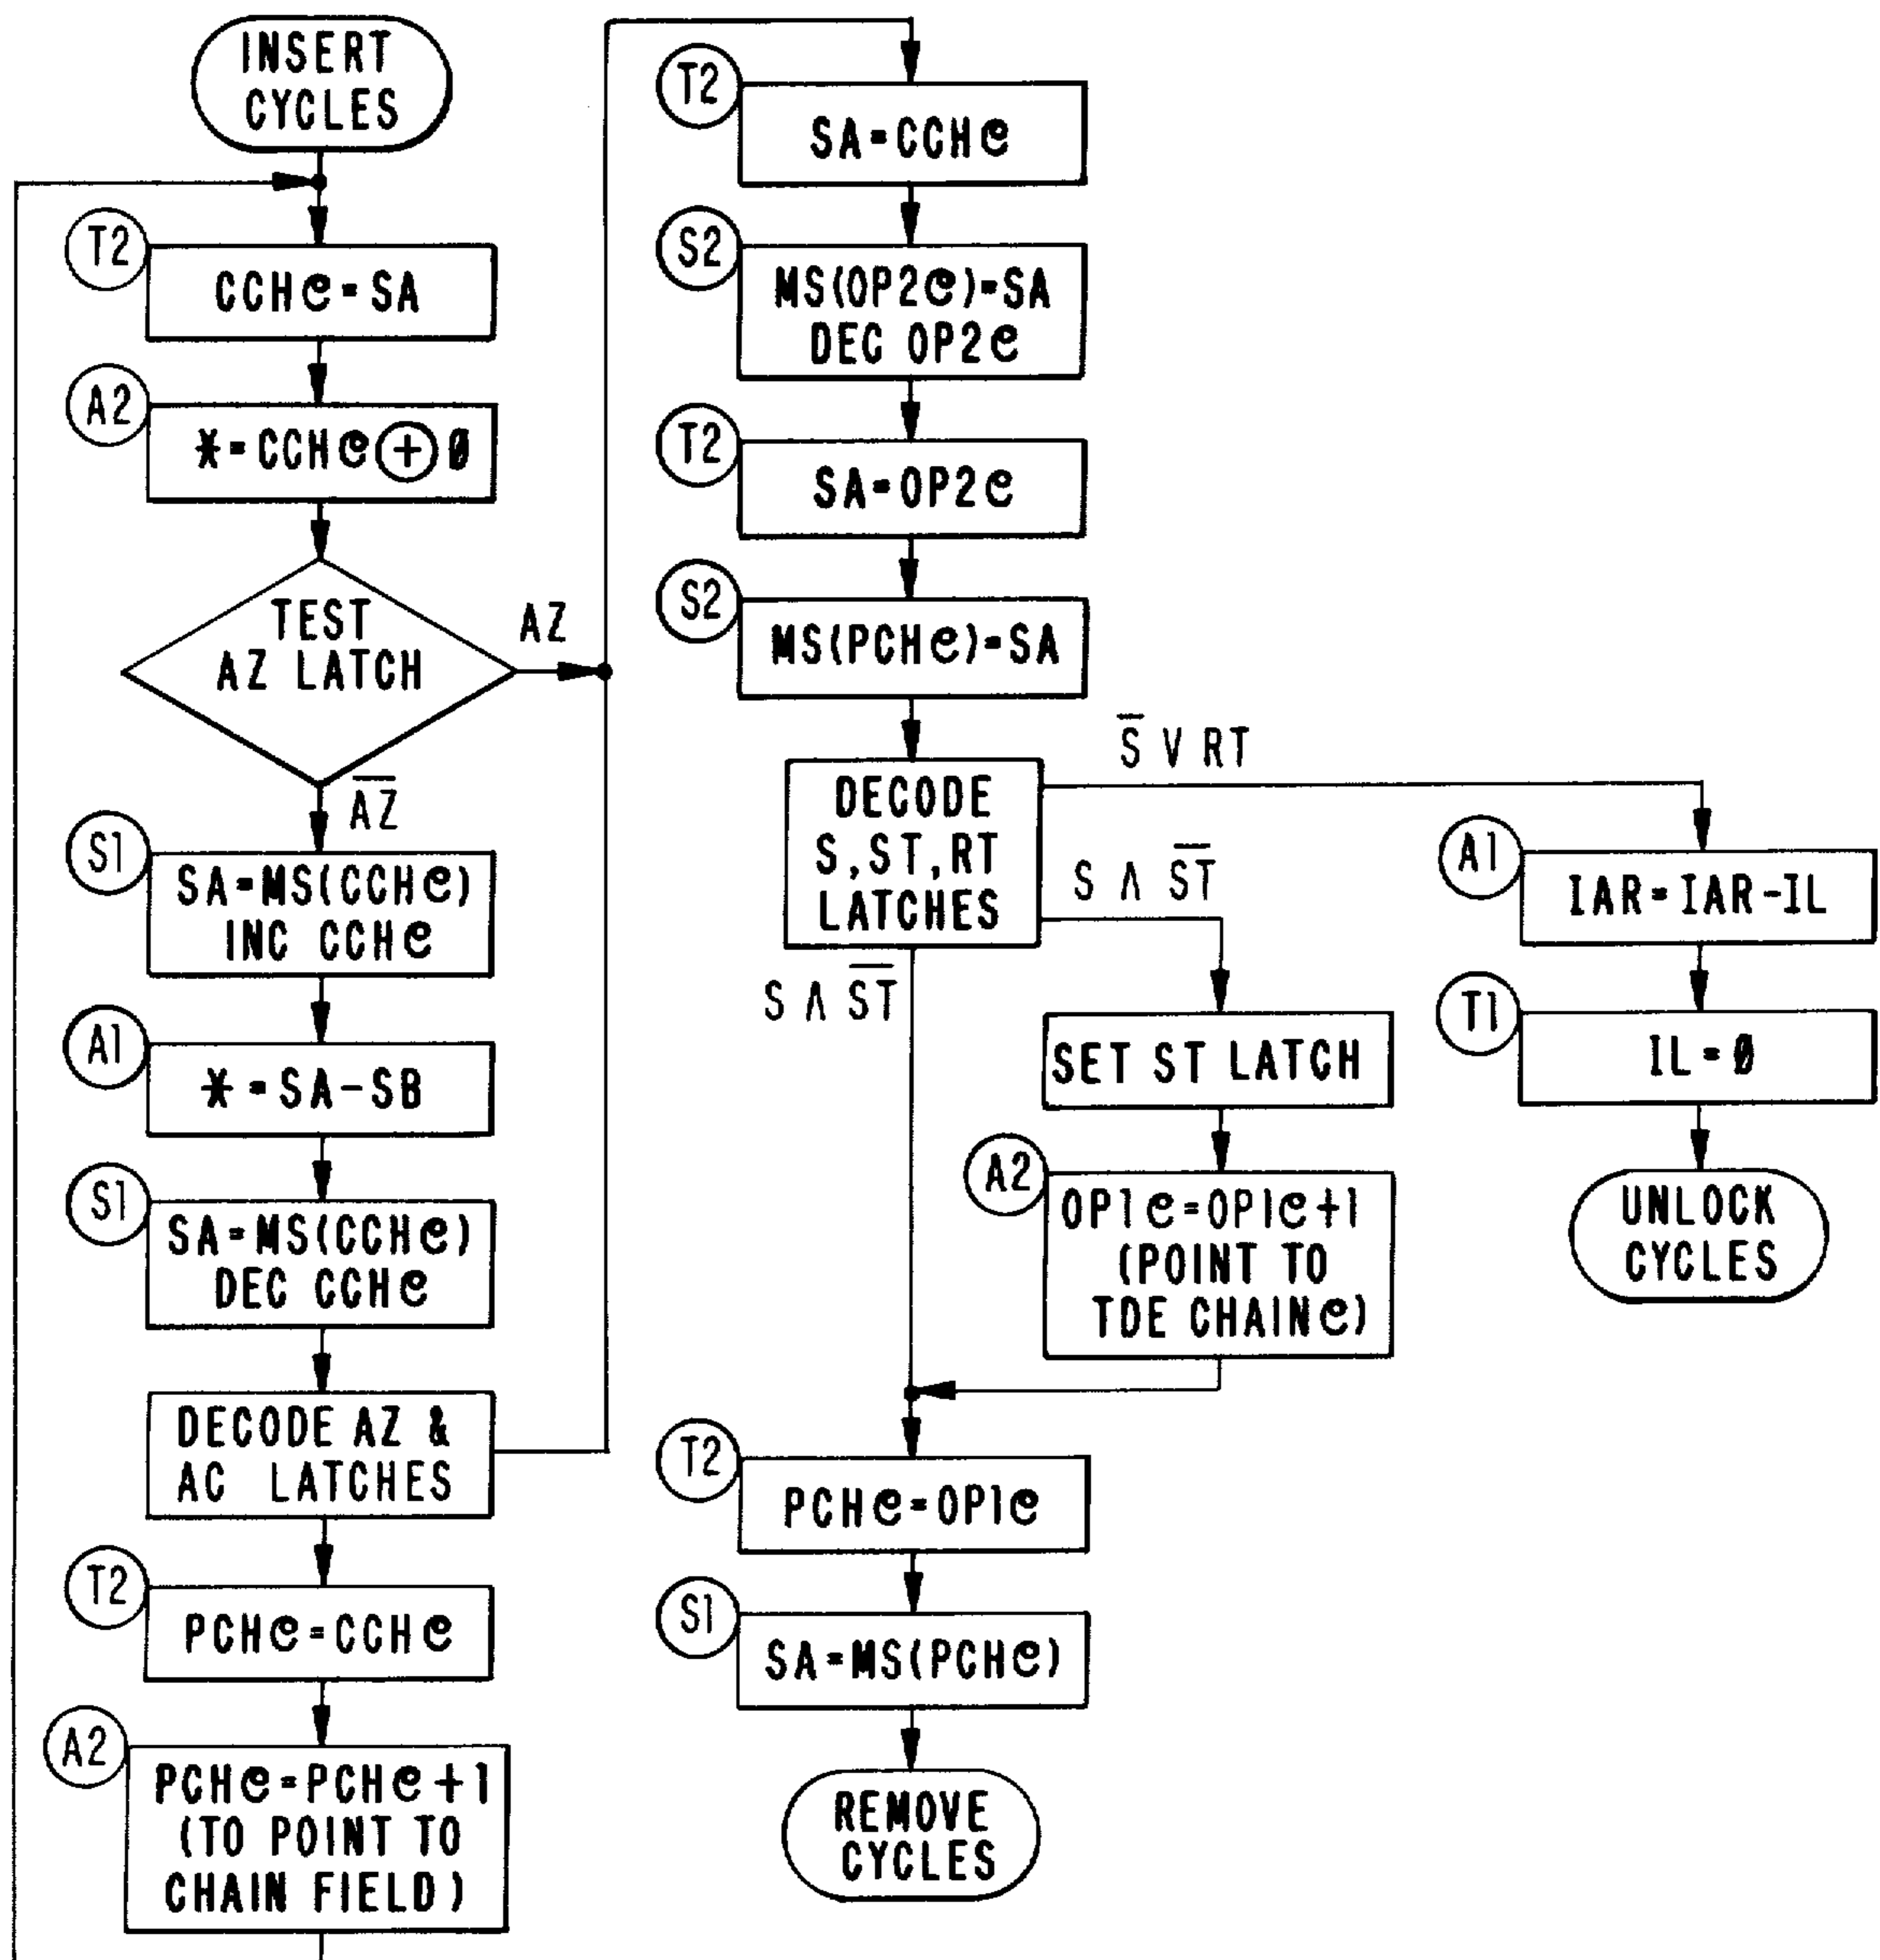 INSERT
CYCLES
T2
CCH@=SA
A2
*=CCH@⊕0
TEST
AZ LATCH
AZ
A̅Z̅
S1
SA=MS(CCH@)
INC CCH@
A1
*=SA-SB
S1
SA=MS(CCH@)
DEC CCH@
DECODE AZ &
AC LATCHES
T2
PCH@=CCH@
A2
PCH@=PCH@+1
(TO POINT TO
CHAIN FIELD)
T2
SA=CCH@
S2
MS(OP2@)=SA
DEC OP2@
T2
SA=OP2@
S2
MS(PCH@)=SA
DECODE
S,ST,RT
LATCHES
S̅ V RT
S Λ S̅T̅
S Λ S̅T̅
SET ST LATCH
A2
OP1@=OP1@+1
(POINT TO
TDE CHAIN@)
T2
PCH@=OP1@
S1
SA=MS(PCH@)
REMOVE
CYCLES
A1
IAR=IAR-IL
T1
IL=0
UNLOCK
CYCLES